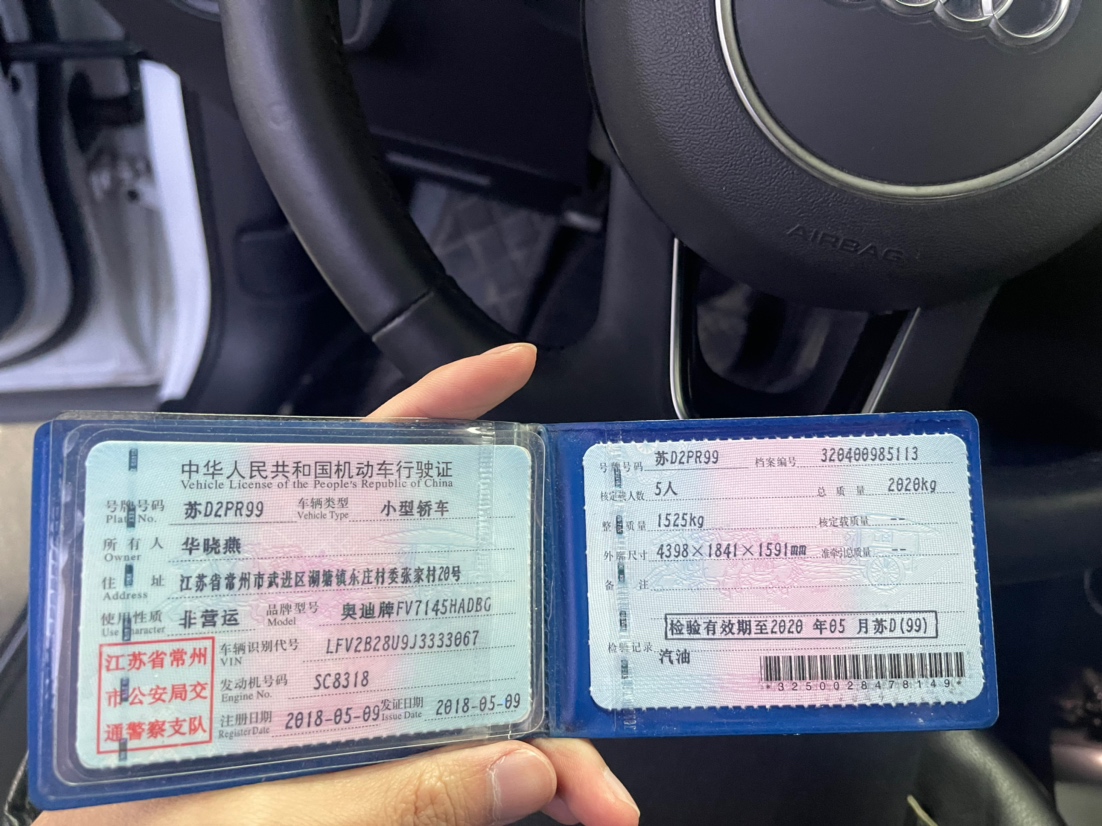 AIRBAG
中华人民共和国机动车行驶证
Vehicle License of the People's Republic of China
号牌号码 苏D2PR99 车辆类型 小型轿车
Plate No. Vehicle Type
所有人 华晓燕
Owner
住址 江苏省常州市武进区湖塘镇东庄村委张家村20号
Address
使用性质 非营运 品牌型号 奥迪牌FV7145HADBG
Use Character Model
江苏省常州
市公安局交
通警察支队
车辆识别代号 LFV2B28U9J3333067
VIN
发动机号码 SC8318
Engine No.
注册日期 2018-05-09 发证日期 2018-05-09
Register Date Issue Date
号牌号码 苏D2PR99 档案编号 320400985113
核定载人数 5人 总质量 2020kg
整备质量 1525kg 核定载质量 --
外廓尺寸 4398×1841×1591mm 准牵引总质量 --
备注
检验有效期至2020 年05 月苏D(99)
检验记录
汽油
*3250028478149*